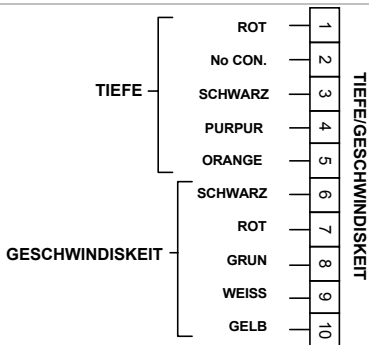 ROT 1
No CON. 2
TIEFE
SCHWARZ 3
PURPUR 4
ORANGE 5
SCHWARZ 6
ROT 7
GESCHWINDISKEIT
GRUN 8
WEISS 9
GELB 10
TIEFE/GESCHWINDISKEIT